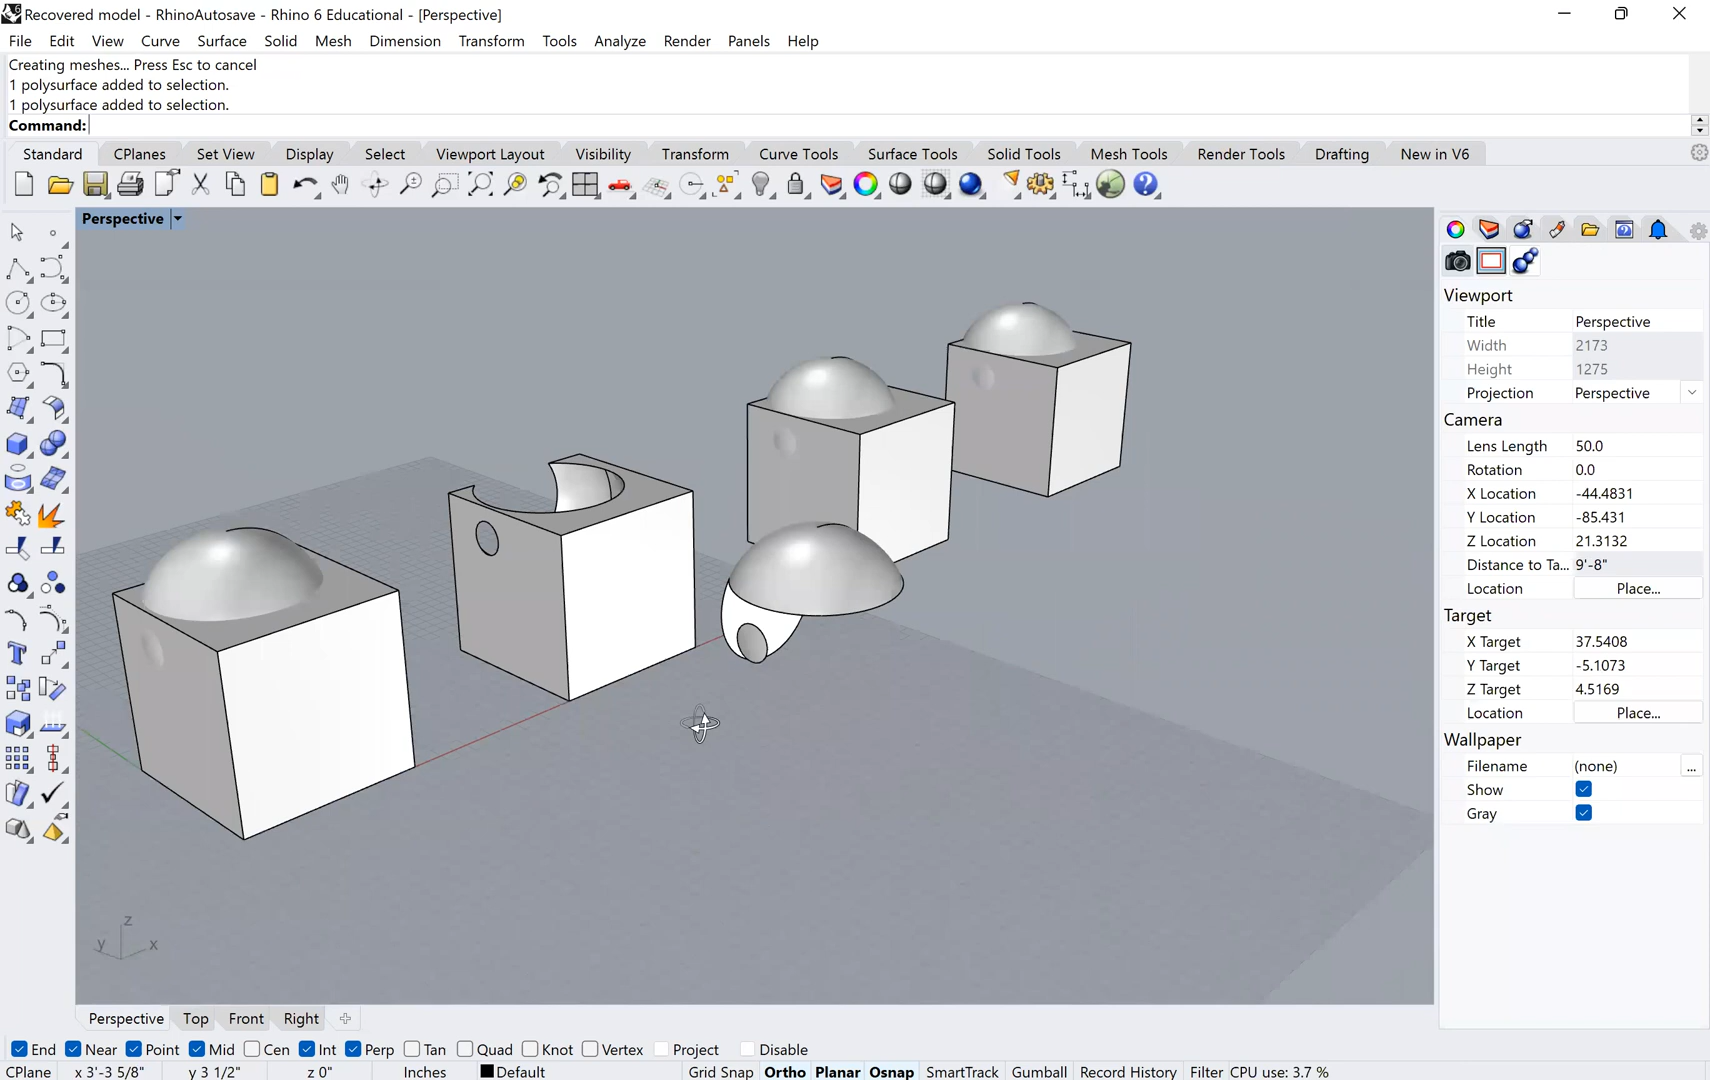 Recovered model - RhinoAutosave - Rhino 6 Educational - [Perspective]
File Edit View Curve Surface Solid Mesh Dimension Transform Tools Analyze Render Panels Help
Creating meshes... Press Esc to cancel
1 polysurface added to selection.
1 polysurface added to selection.
Command:
Standard CPlanes Set View Display Select Viewport Layout Visibility Transform Curve Tools Surface Tools Solid Tools Mesh Tools Render Tools Drafting New in V6
Perspective
Viewport
Title Perspective
Width 2173
Height 1275
Projection Perspective
Camera
Lens Length 50.0
Rotation 0.0
X Location -44.4831
Y Location -85.431
Z Location 21.3132
Distance to Ta... 9'-8"
Location Place...
Target
X Target 37.5408
Y Target -5.1073
Z Target 4.5169
Location Place...
Wallpaper
Filename (none) ...
Show
Gray
z
y x
Perspective Top Front Right
End Near Point Mid Cen Int Perp Tan Quad Knot Vertex Project Disable
CPlane x 3'-3 5/8" y 3 1/2" z 0" Inches Default Grid Snap Ortho Planar Osnap SmartTrack Gumball Record History Filter CPU use: 3.7 %